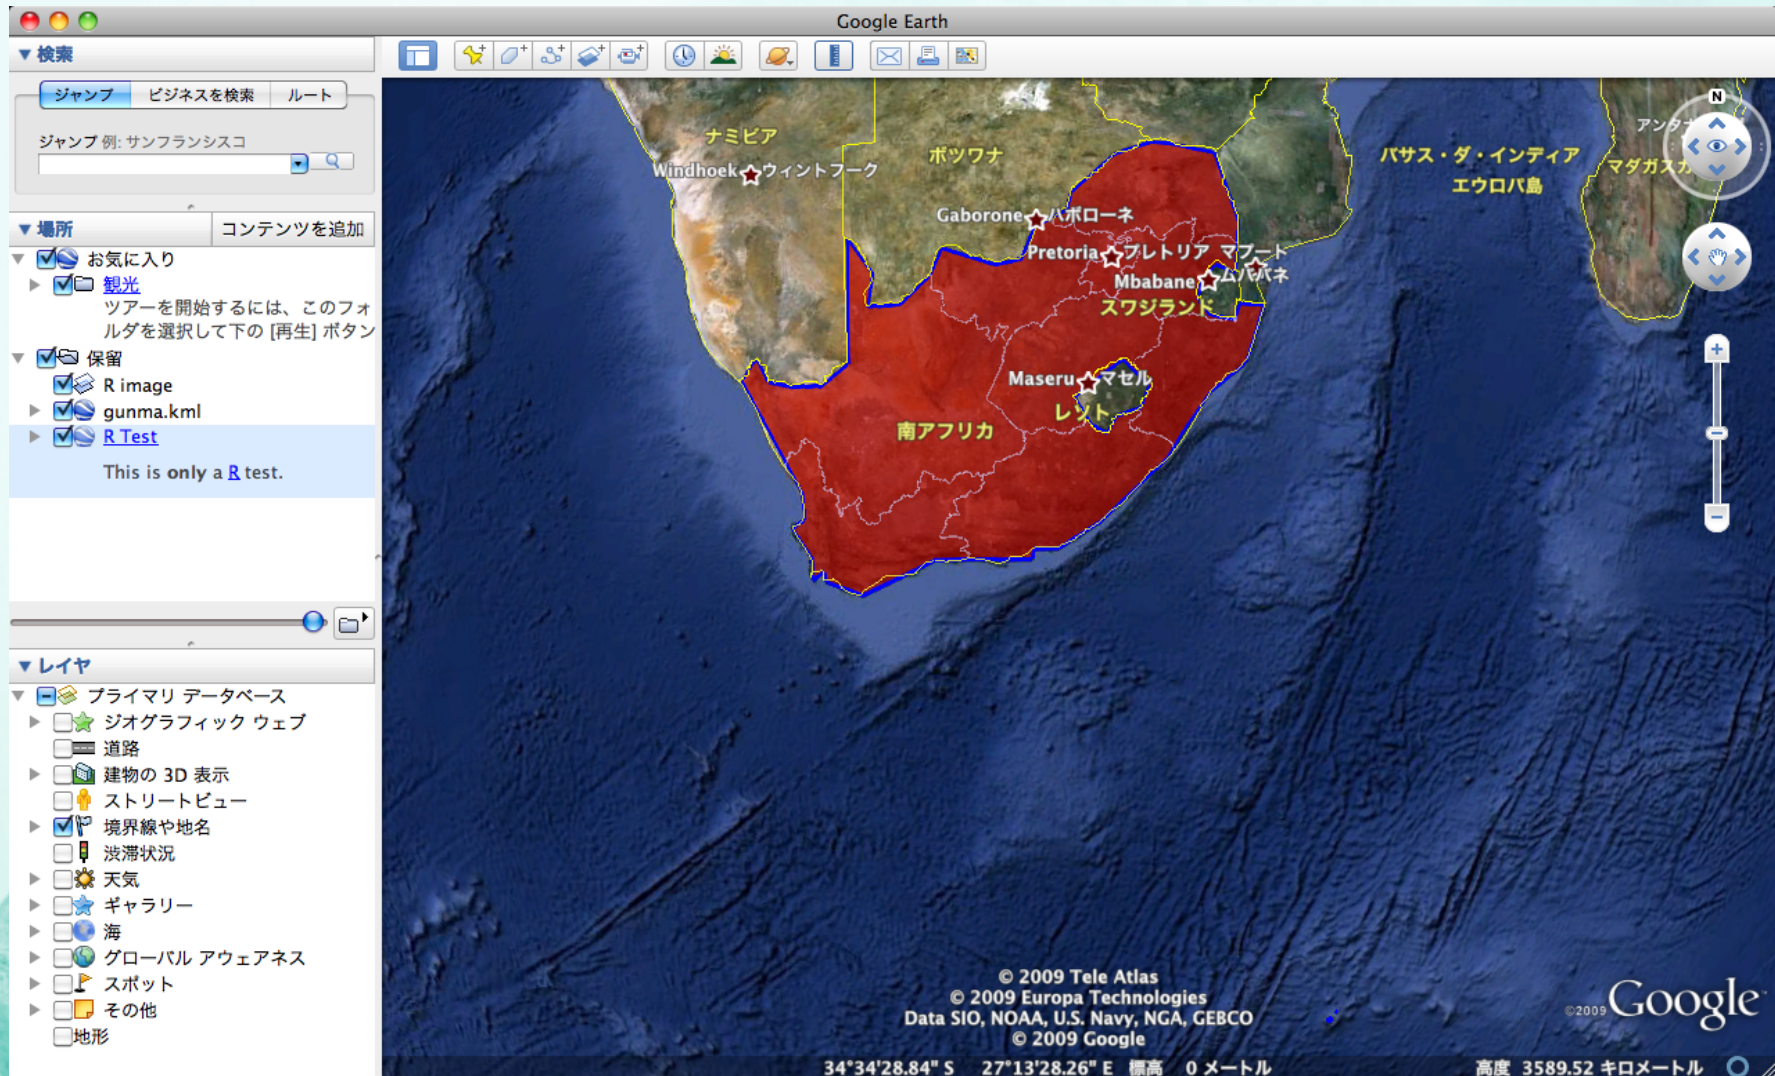 Google Earth
検索
ジャンプ ビジネスを検索 ルート
ジャンプ 例: サンフランシスコ
場所 コンテンツを追加
お気に入り
観光
ツアーを開始するには、このフォ
ルダを選択して下の [再生] ボタン
保留
R image
gunma.kml
R Test
This is only a R test.
レイヤ
プライマリ データベース
ジオグラフィック ウェブ
道路
建物の 3D 表示
ストリートビュー
境界線や地名
渋滞状況
天気
ギャラリー
海
グローバル アウェアネス
スポット
その他
地形
N
ナミビア
Windhoek ウィントフーク
ボツワナ
バサス・ダ・インディア
エウロパ島
アンタナ
マダガスカ
Gaborone ハボローネ
Pretoria プレトリア マプート
Mbabane ムババネ
スワジランド
Maseru マセル
レソト
南アフリカ
© 2009 Tele Atlas
© 2009 Europa Technologies
Data SIO, NOAA, U.S. Navy, NGA, GEBCO
© 2009 Google
©2009 Google
34°34'28.84" S 27°13'28.26" E 標高 0 メートル
高度 3589.52 キロメートル